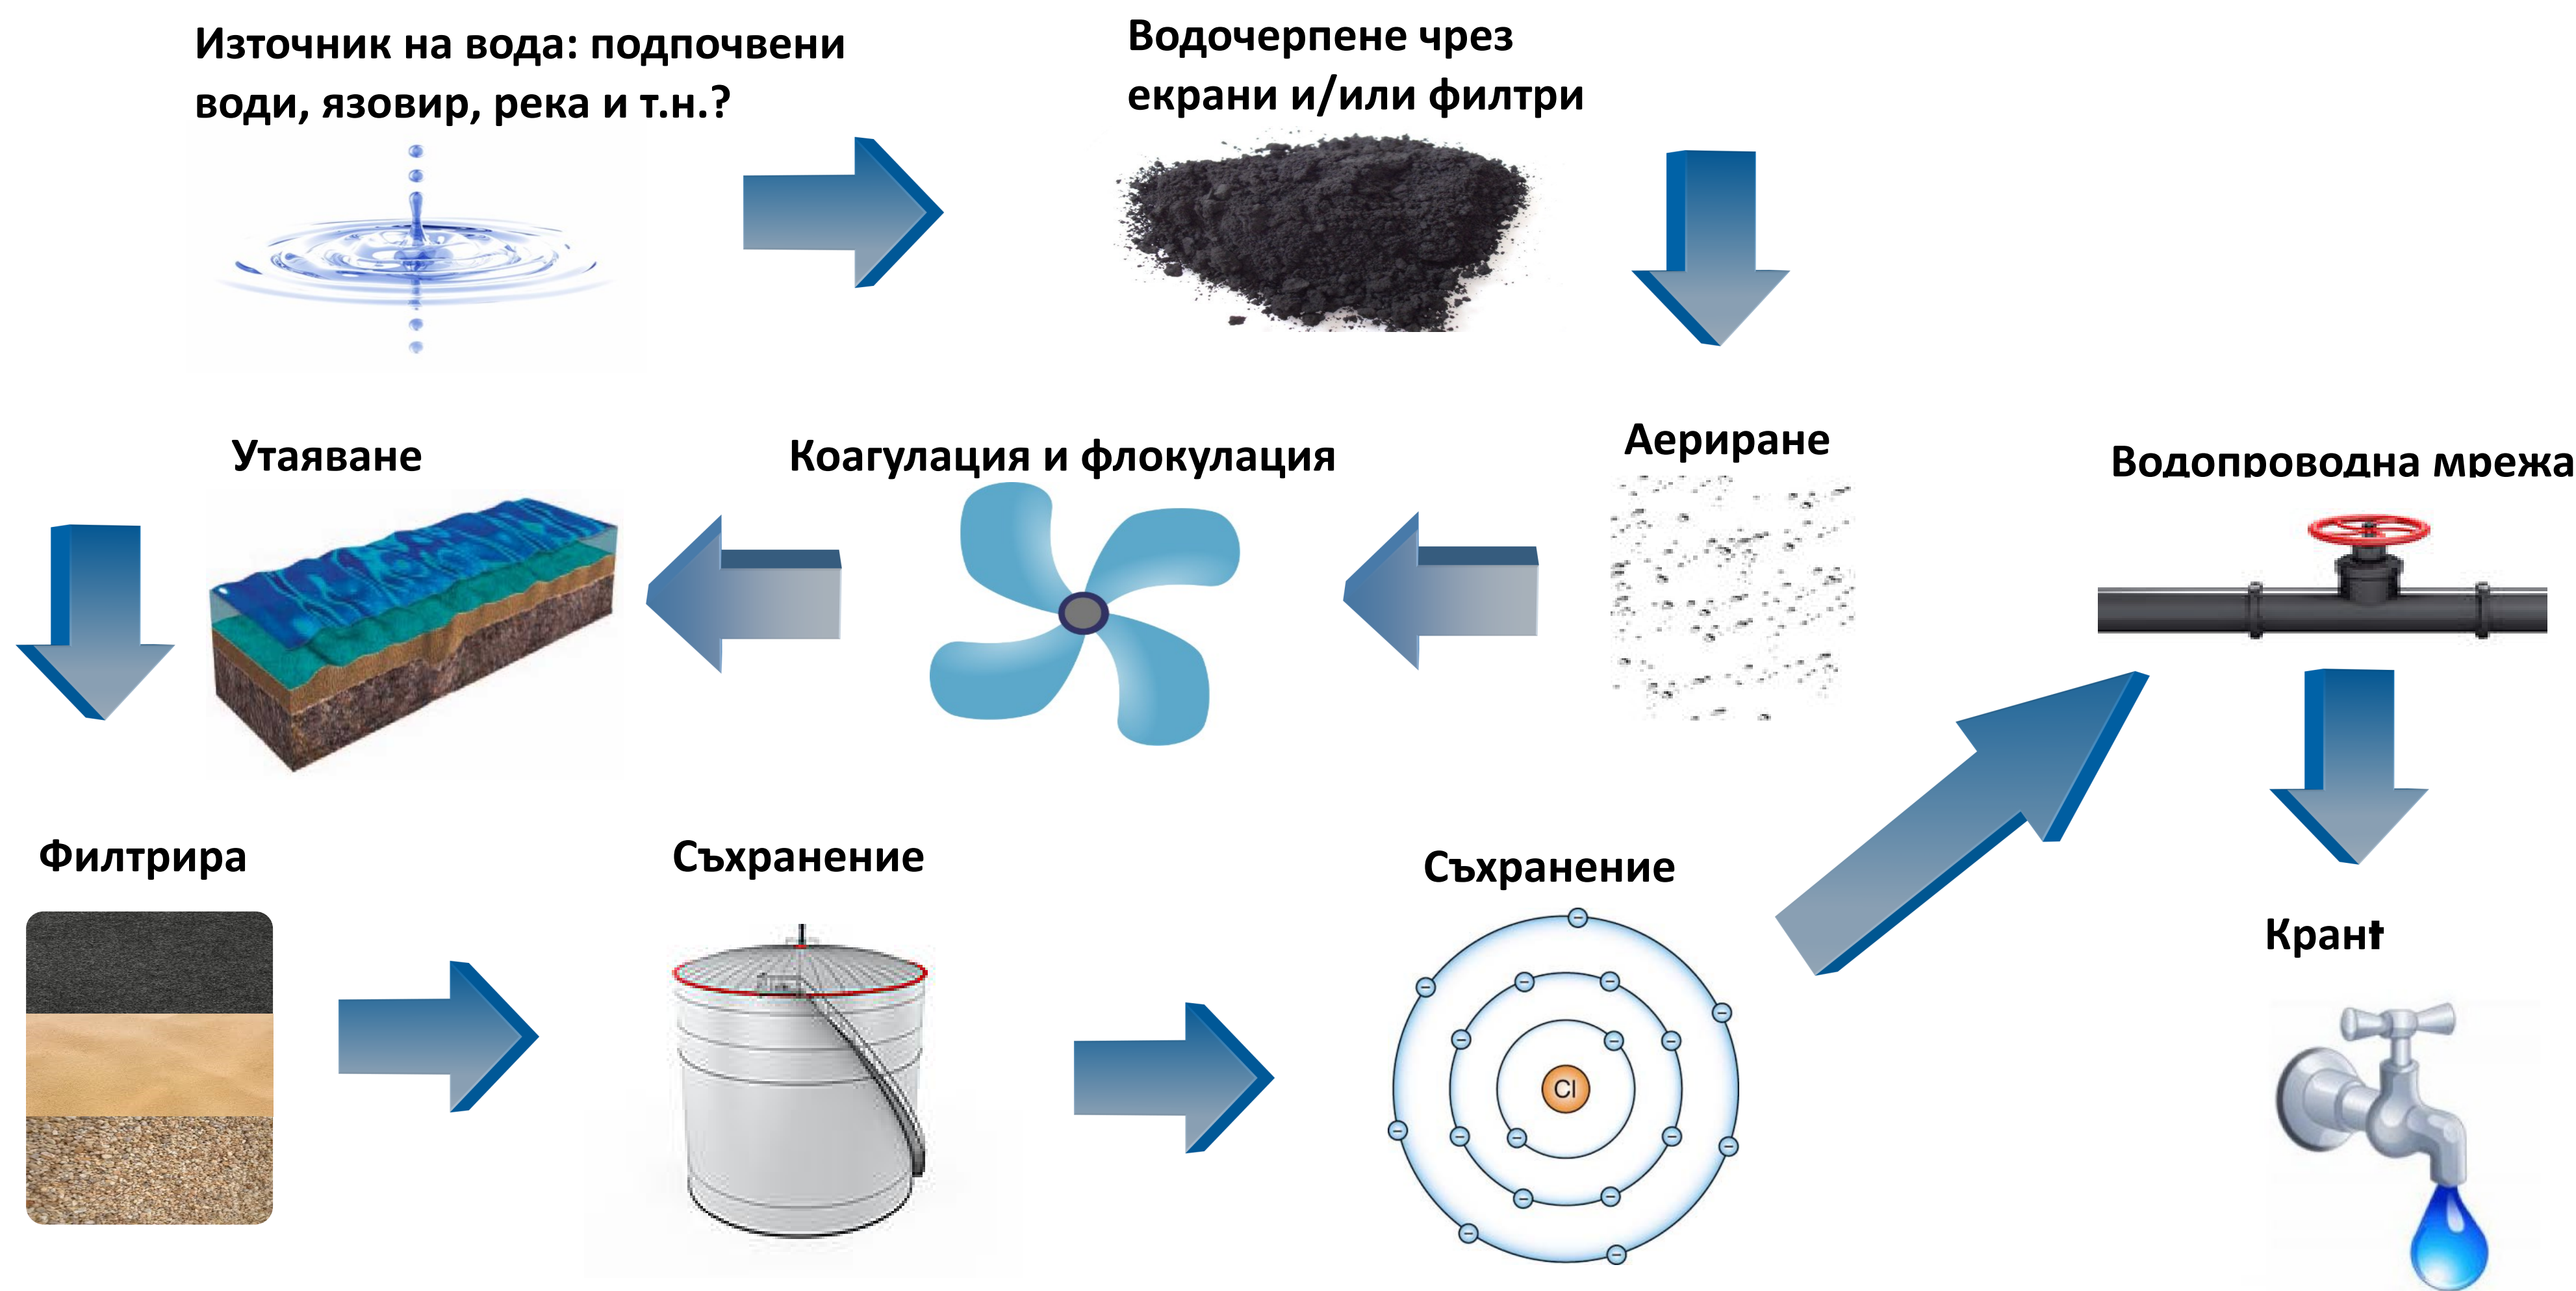 Източник на вода: подпочвени
води, язовир, река и т.н.?
Водочерпене чрез
екрани и/или филтри
Утаяване
Коагулация и флокулация
Аериране
Водопроводна мрежа
Филтрира
Съхранение
Съхранение
Кранt
Cl